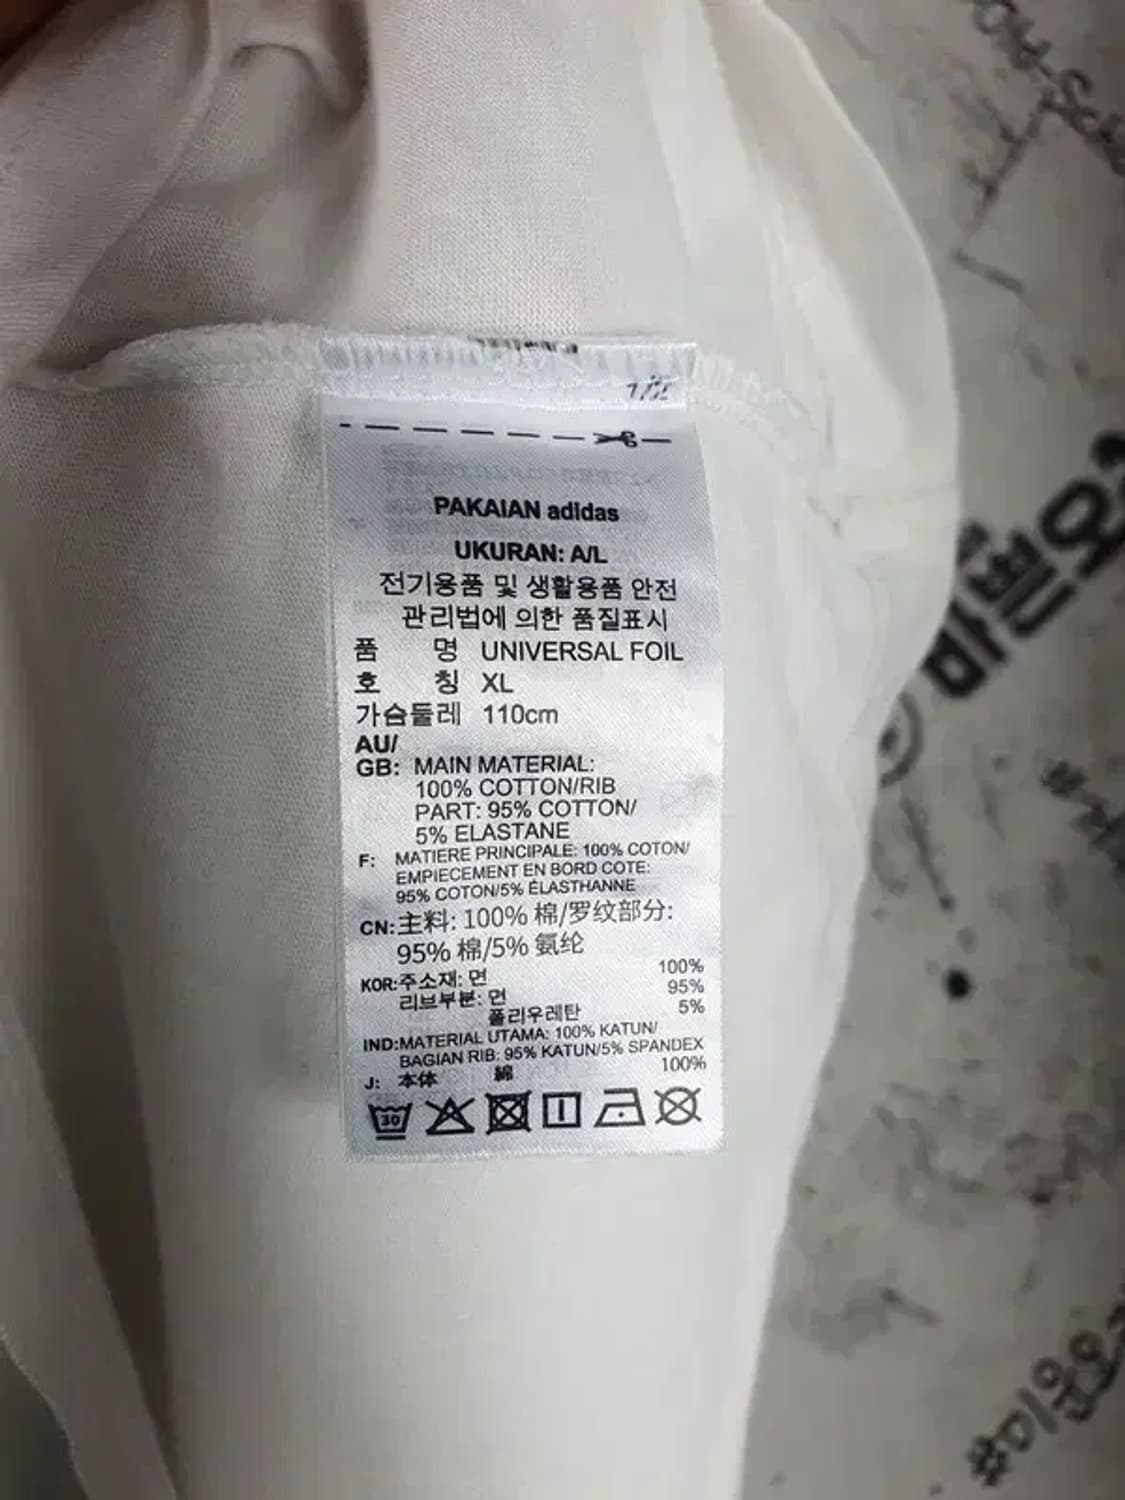 1/2
PAKAIAN adidas
UKURAN: A/L
전기용품 및 생활용품 안전
관리법에 의한 품질표시
품 명 UNIVERSAL FOIL
호 칭 XL
가슴둘레 110cm
AU/
GB: MAIN MATERIAL:
100% COTTON/RIB
PART: 95% COTTON/
5% ELASTANE
F: MATIERE PRINCIPALE: 100% COTON/
EMPIECEMENT EN BORD COTE:
95% COTON/5% ÉLASTHANNE
CN:主料: 100% 棉/罗纹部分:
95% 棉/5% 氨纶
KOR:주소재: 면 100%
리브부분: 면 95%
폴리우레탄 5%
IND:MATERIAL UTAMA: 100% KATUN/
BAGIAN RIB: 95% KATUN/5% SPANDEX
J: 本体 綿 100%
30